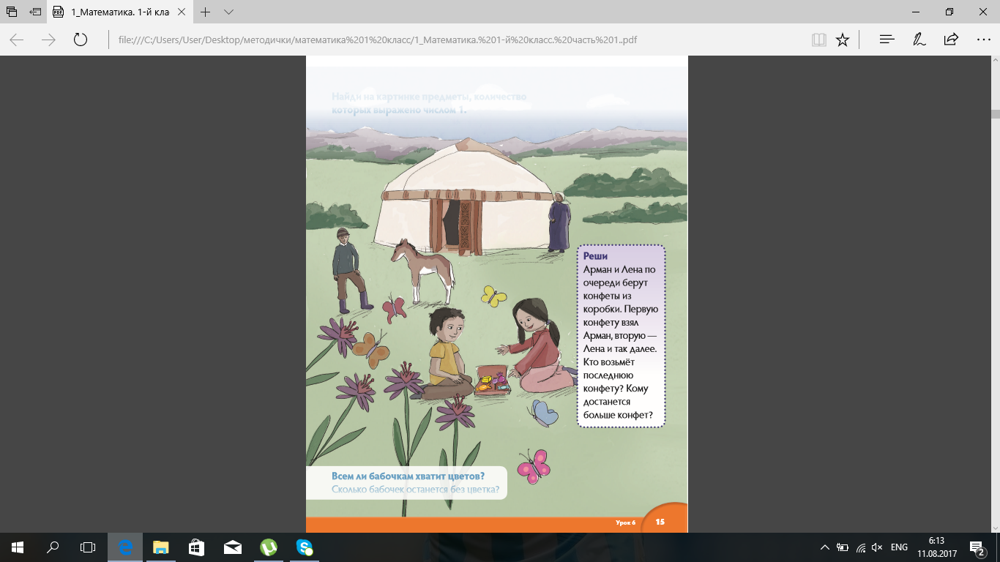 1_Математика. 1-й кла
file:///C:/Users/User/Desktop/методички/математика%201%20класс/1_Математика.%201-й%20класс.%20часть%201..pdf
Найди на картинке предметы, количество
которых выражено числом 1.
Реши
Арман и Лена по
очереди берут
конфеты из
коробки. Первую
конфету взял
Арман, вторую —
Лена и так далее.
Кто возьмёт
последнюю
конфету? Кому
достанется
больше конфет?
Всем ли бабочкам хватит цветов?
Сколько бабочек останется без цветка?
Урок 6
15
ENG
6:13
11.08.2017
2